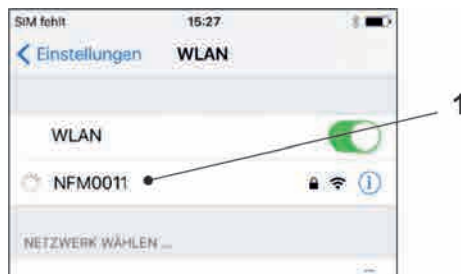 SIM fehlt 15:27
Einstellungen WLAN
WLAN
1
NFM0011
NETZWERK WÄHLEN ...